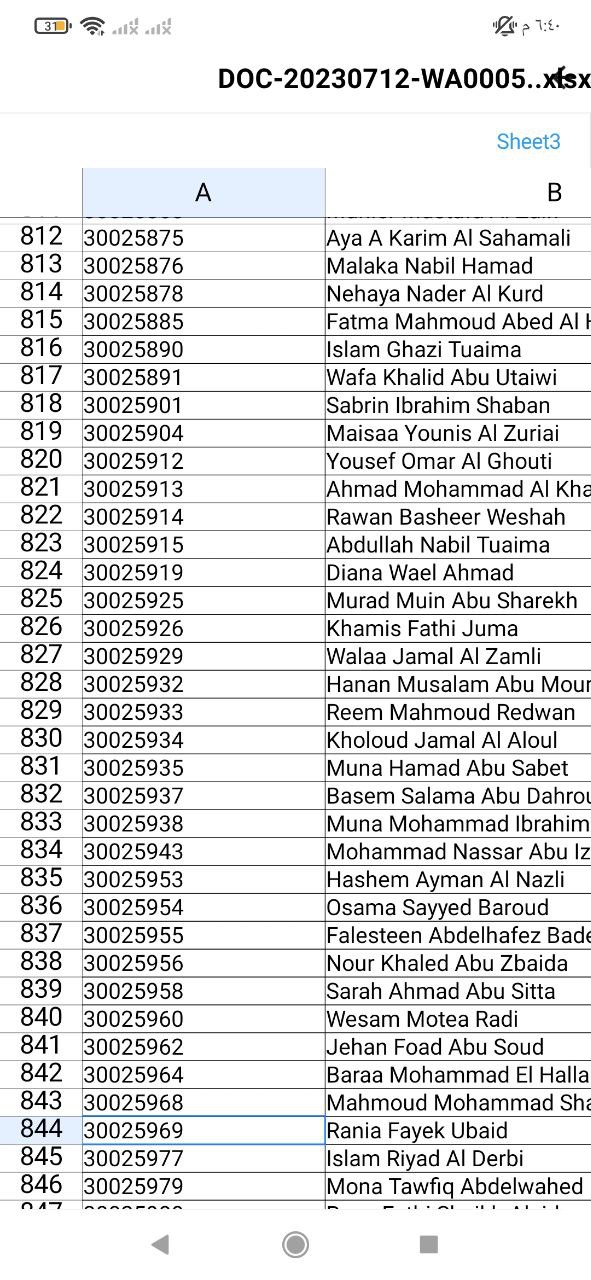 31
م ٦:٤٠
DOC-20230712-WA0005..xlsx
Sheet3
A B
812 30025875 Aya A Karim Al Sahamali
813 30025876 Malaka Nabil Hamad
814 30025878 Nehaya Nader Al Kurd
815 30025885 Fatma Mahmoud Abed Al
816 30025890 Islam Ghazi Tuaima
817 30025891 Wafa Khalid Abu Utaiwi
818 30025901 Sabrin Ibrahim Shaban
819 30025904 Maisaa Younis Al Zuriai
820 30025912 Yousef Omar Al Ghouti
821 30025913 Ahmad Mohammad Al Kha
822 30025914 Rawan Basheer Weshah
823 30025915 Abdullah Nabil Tuaima
824 30025919 Diana Wael Ahmad
825 30025925 Murad Muin Abu Sharekh
826 30025926 Khamis Fathi Juma
827 30025929 Walaa Jamal Al Zamli
828 30025932 Hanan Musalam Abu Mour
829 30025933 Reem Mahmoud Redwan
830 30025934 Kholoud Jamal Al Aloul
831 30025935 Muna Hamad Abu Sabet
832 30025937 Basem Salama Abu Dahrou
833 30025938 Muna Mohammad Ibrahim
834 30025943 Mohammad Nassar Abu Iz
835 30025953 Hashem Ayman Al Nazli
836 30025954 Osama Sayyed Baroud
837 30025955 Falesteen Abdelhafez Bade
838 30025956 Nour Khaled Abu Zbaida
839 30025958 Sarah Ahmad Abu Sitta
840 30025960 Wesam Motea Radi
841 30025962 Jehan Foad Abu Soud
842 30025964 Baraa Mohammad El Halla
843 30025968 Mahmoud Mohammad Sha
844 30025969 Rania Fayek Ubaid
845 30025977 Islam Riyad Al Derbi
846 30025979 Mona Tawfiq Abdelwahed